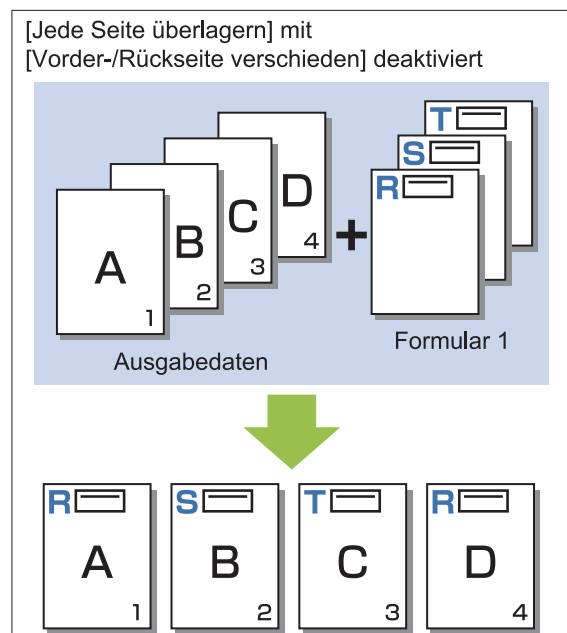 [Jede Seite überlagern] mit
[Vorder-/Rückseite verschieden] deaktiviert
A
1
B
2
C
3
D
4
+
R
S
T
Ausgabedaten
Formular 1
R
A
1
S
B
2
T
C
3
R
D
4